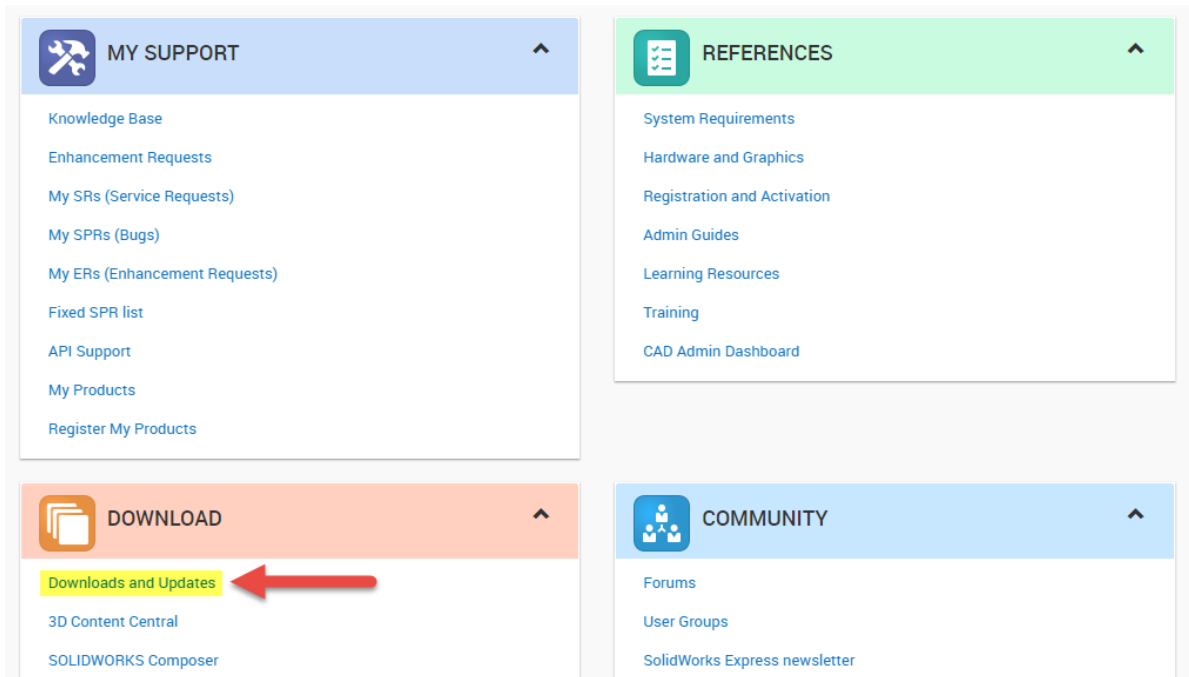 MY SUPPORT
Knowledge Base
Enhancement Requests
My SRs (Service Requests)
My SPRs (Bugs)
My ERs (Enhancement Requests)
Fixed SPR list
API Support
My Products
Register My Products
REFERENCES
System Requirements
Hardware and Graphics
Registration and Activation
Admin Guides
Learning Resources
Training
CAD Admin Dashboard
DOWNLOAD
Downloads and Updates
3D Content Central
SOLIDWORKS Composer
COMMUNITY
Forums
User Groups
SolidWorks Express newsletter